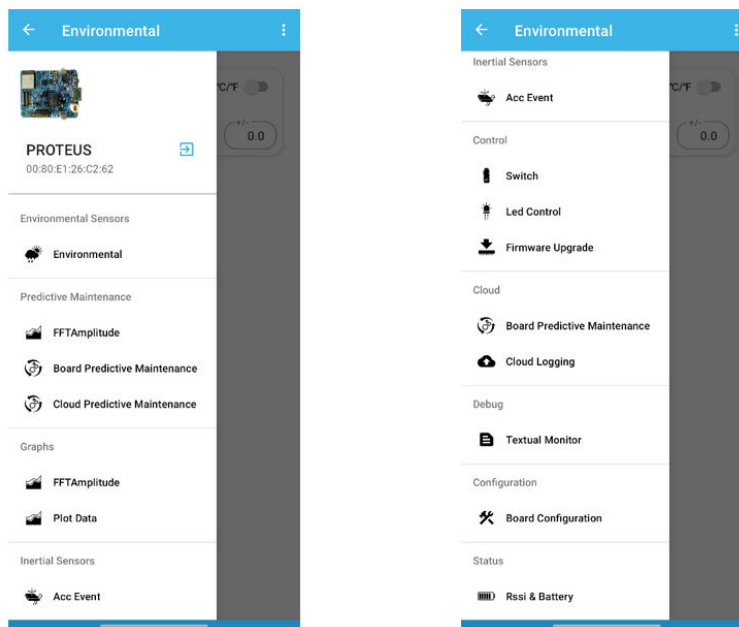 Environmental
°C/°F
+/-
0.0
PROTEUS
00:80:E1:26:C2:62
Environmental Sensors
Environmental
Predictive Maintenance
FFTAmplitude
Board Predictive Maintenance
Cloud Predictive Maintenance
Graphs
FFTAmplitude
Plot Data
Inertial Sensors
Acc Event
Environmental
Inertial Sensors
°C/°F
Acc Event
+/-
0.0
Control
Switch
Led Control
Firmware Upgrade
Cloud
Board Predictive Maintenance
Cloud Logging
Debug
Textual Monitor
Configuration
Board Configuration
Status
Rssi & Battery